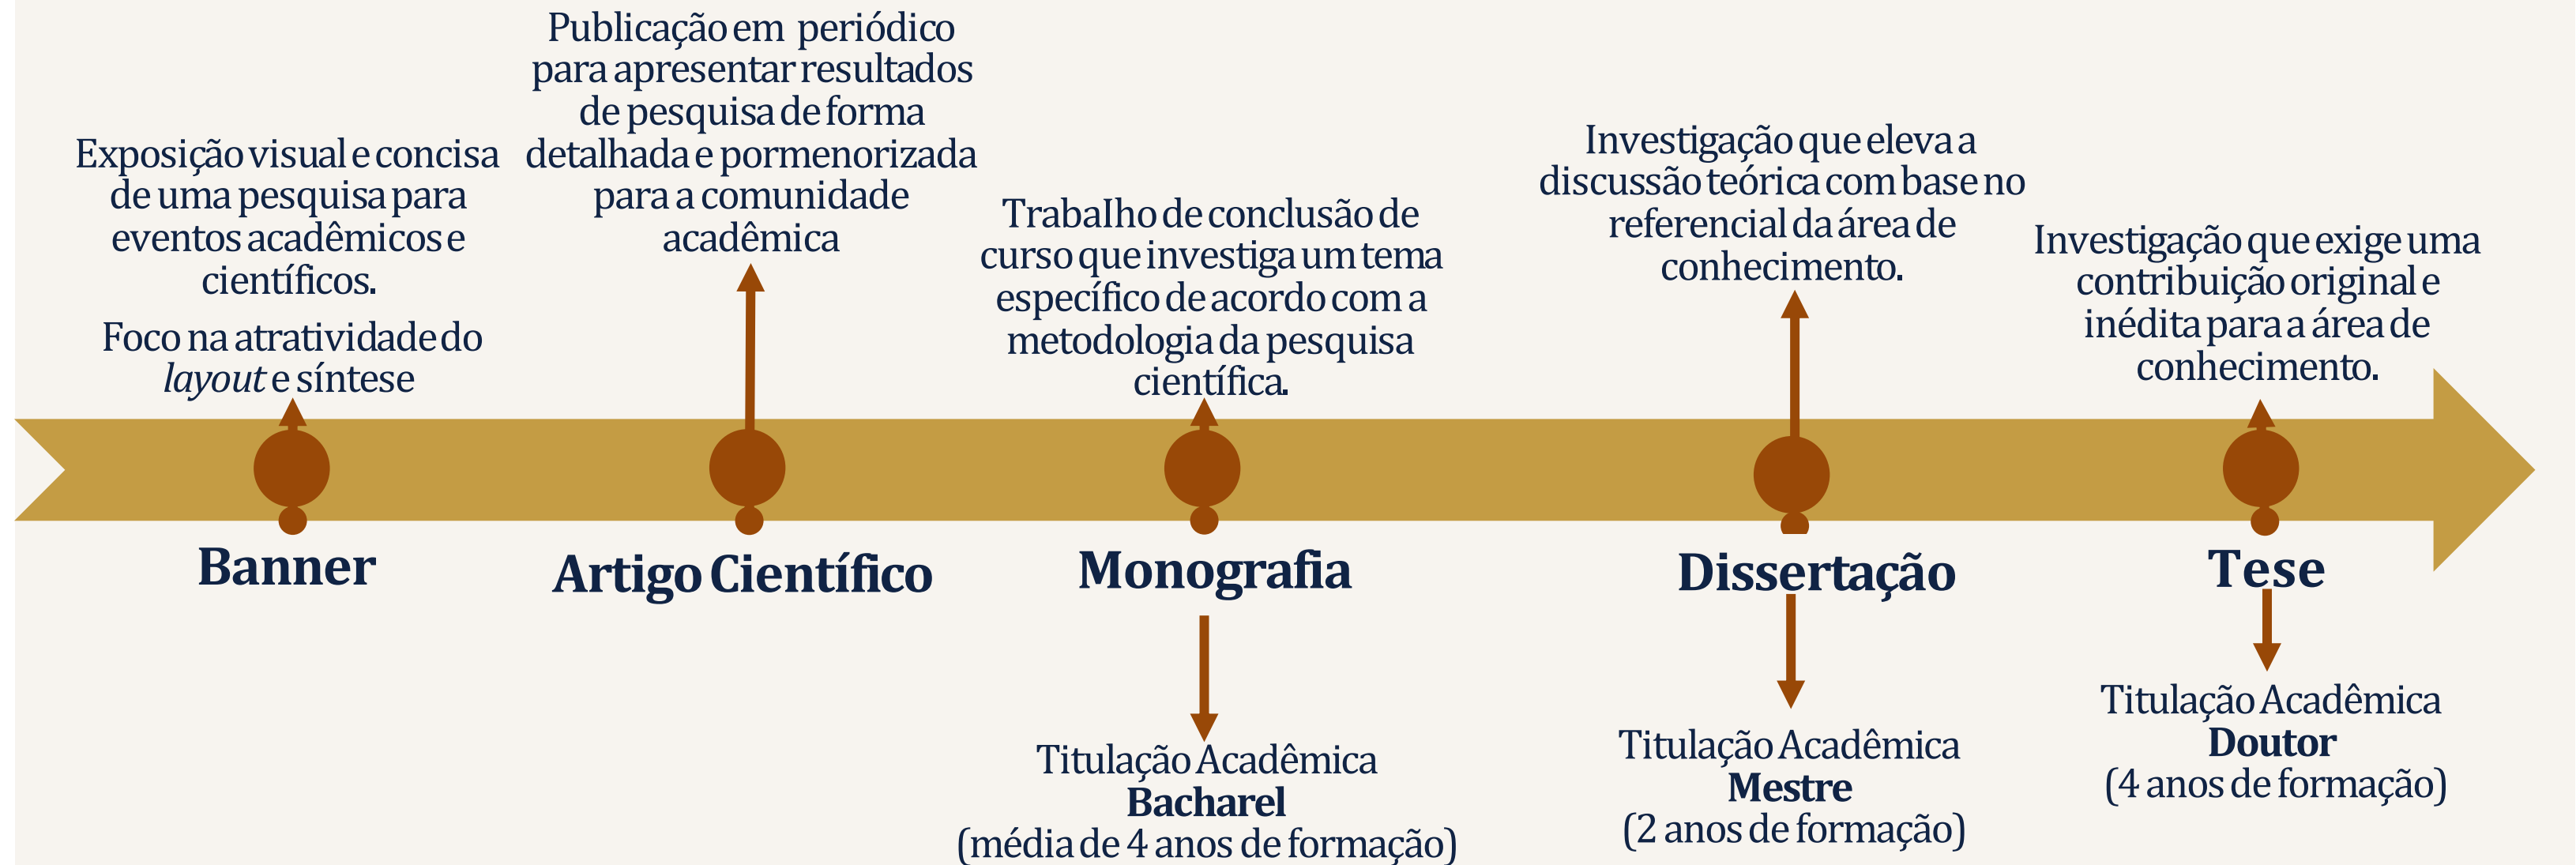 Exposição visual e concisa
de uma pesquisa para
eventos acadêmicos e
científicos.
Foco na atratividade do
layout e síntese
Banner
Publicação em periódico
para apresentar resultados
de pesquisa de forma
detalhada e pormenorizada
para a comunidade
acadêmica
Artigo Científico
Trabalho de conclusão de
curso que investiga um tema
específico de acordo com a
metodologia da pesquisa
científica.
Monografia
Titulação Acadêmica
Bacharel
(média de 4 anos de formação)
Investigação que eleva a
discussão teórica com base no
referencial da área de
conhecimento.
Dissertação
Titulação Acadêmica
Mestre
(2 anos de formação)
Investigação que exige uma
contribuição original e
inédita para a área de
conhecimento.
Tese
Titulação Acadêmica
Doutor
(4 anos de formação)